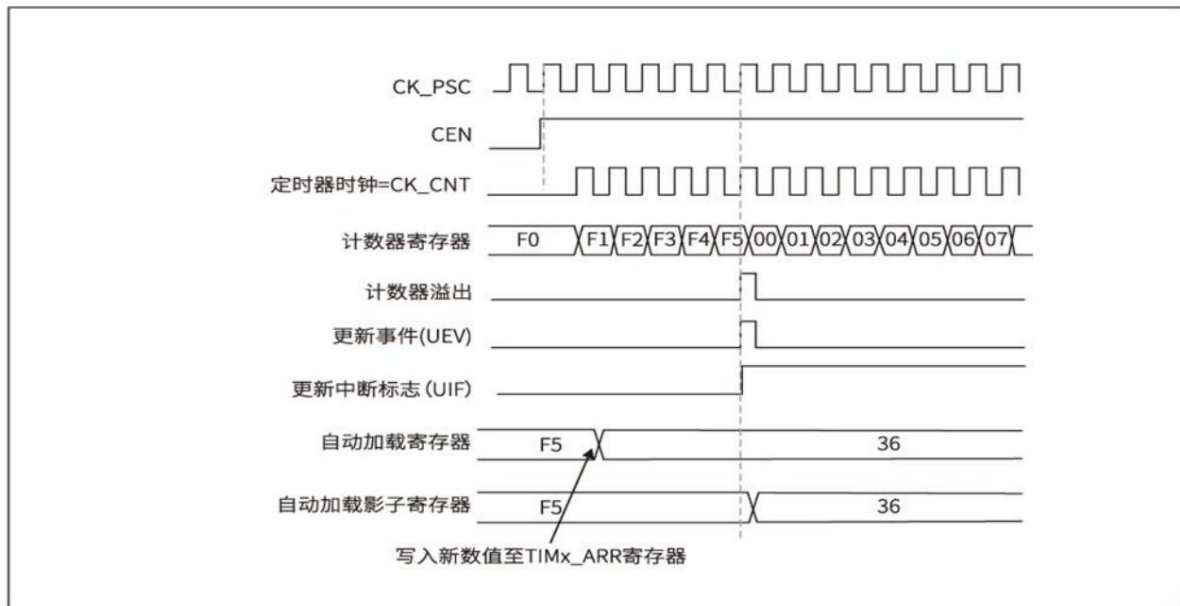 CK_PSC
CEN
定时器时钟=CK_CNT
计数器寄存器 F0 F1 F2 F3 F4 F5 00 01 02 03 04 05 06 07
计数器溢出
更新事件(UEV)
更新中断标志(UIF)
自动加载寄存器 F5 36
自动加载影子寄存器 F5 36
写入新数值至TIMx_ARR寄存器